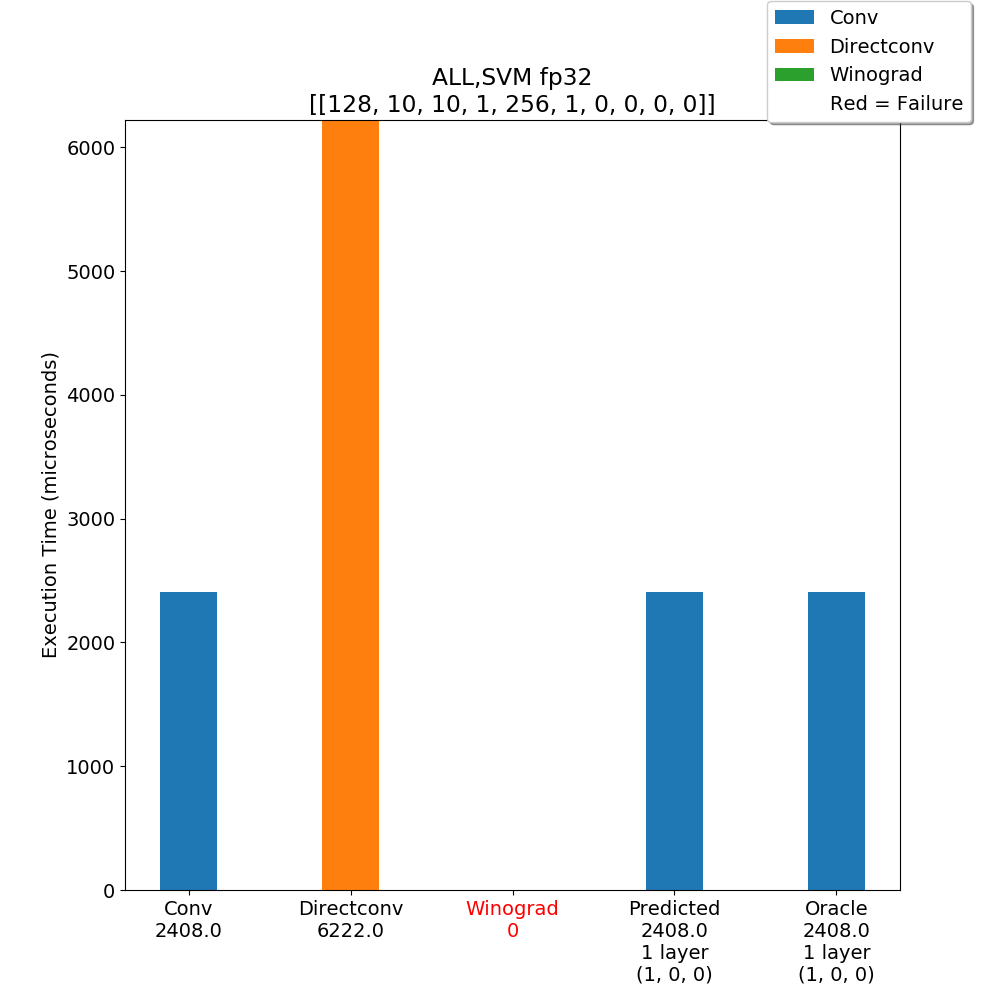 Conv
Directconv
Winograd
Red = Failure
ALL,SVM fp32
[[128, 10, 10, 1, 256, 1, 0, 0, 0, 0]]
Execution Time (microseconds)
6000
5000
4000
3000
2000
1000
0
Conv
2408.0
Directconv
6222.0
Winograd
0
Predicted
2408.0
1 layer
(1, 0, 0)
Oracle
2408.0
1 layer
(1, 0, 0)